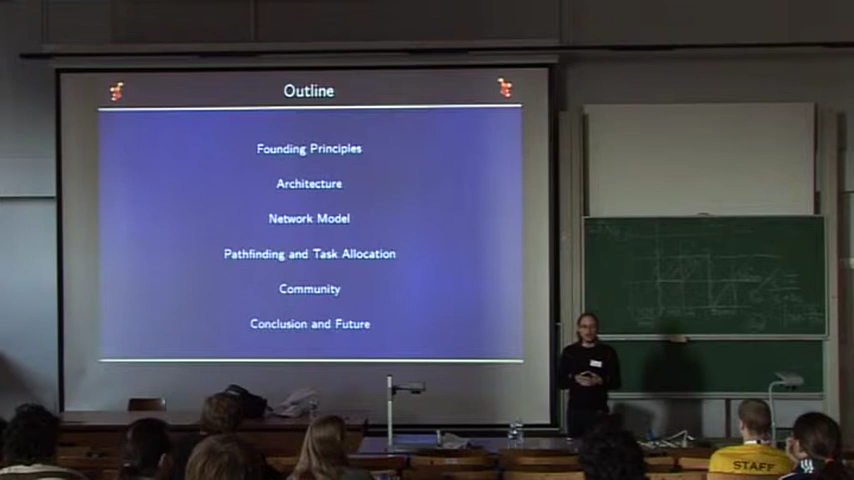 Outline
Founding Principles
Architecture
Network Model
Pathfinding and Task Allocation
Community
Conclusion and Future
STAFF